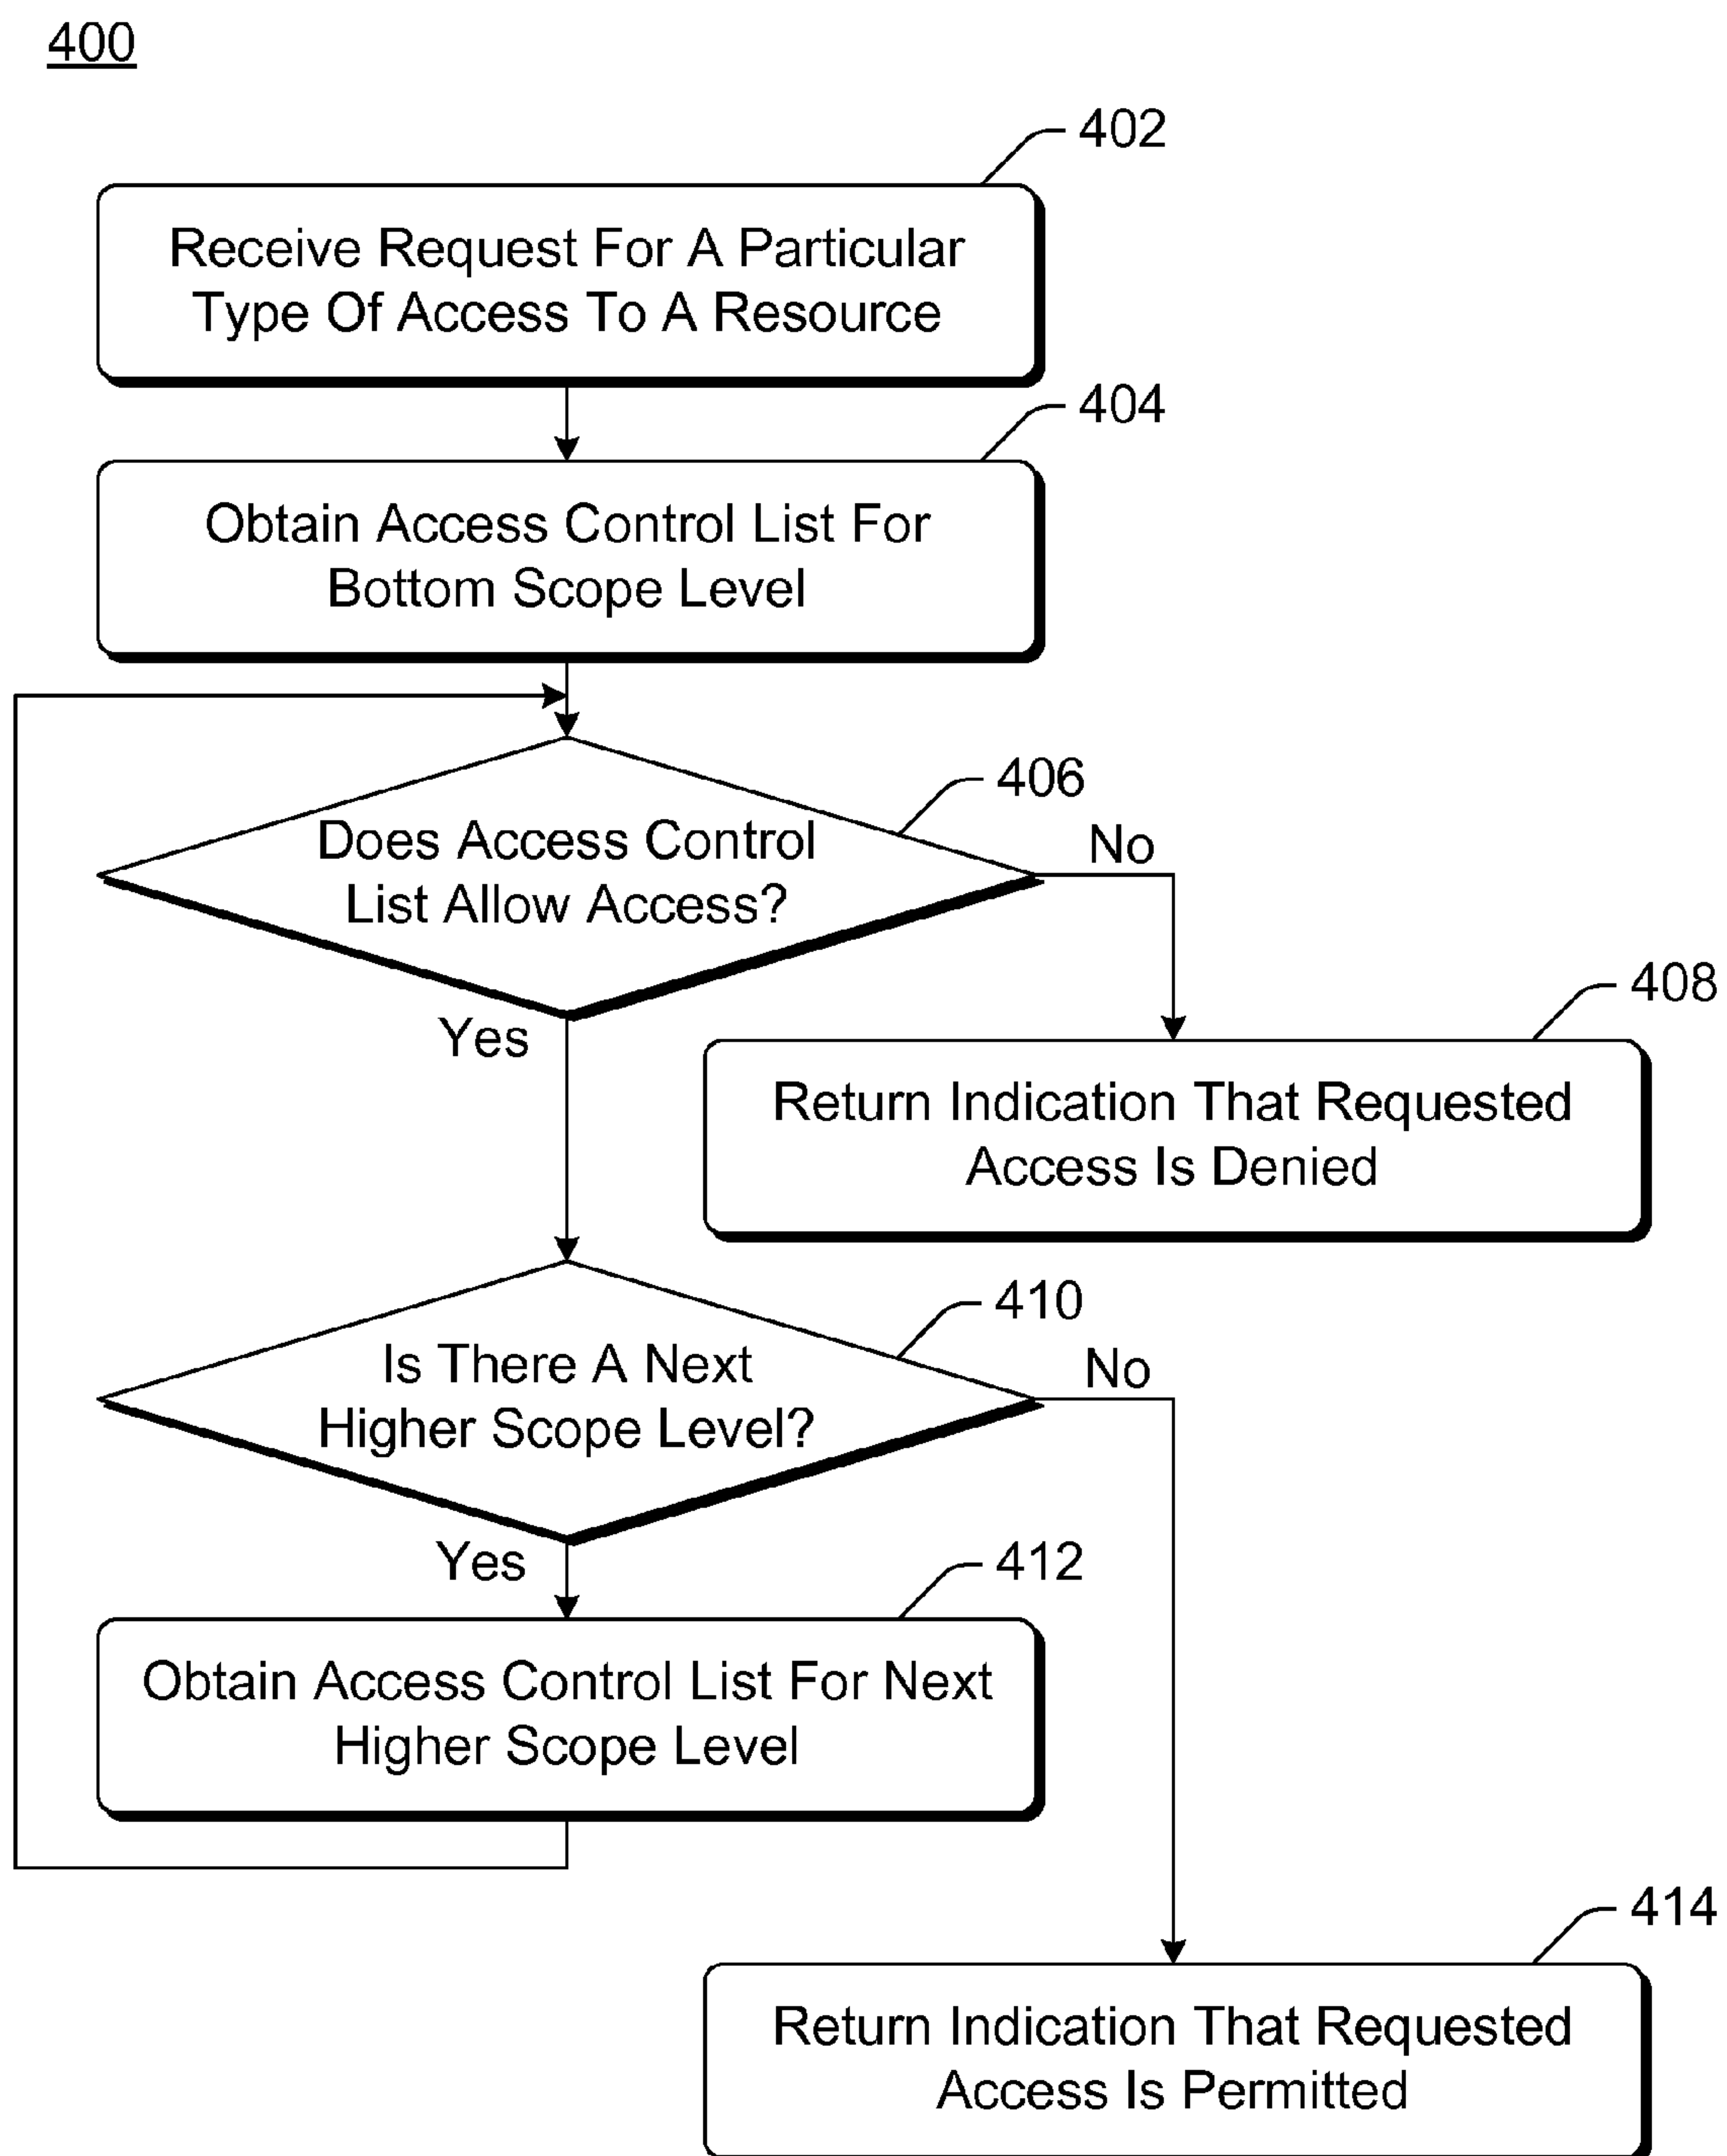 400
402
Receive Request For A Particular
Type Of Access To A Resource
404
Obtain Access Control List For
Bottom Scope Level
406
Does Access Control
List Allow Access?
No
Yes
408
Return Indication That Requested
Access Is Denied
410
Is There A Next
Higher Scope Level?
No
Yes
412
Obtain Access Control List For Next
Higher Scope Level
414
Return Indication That Requested
Access Is Permitted